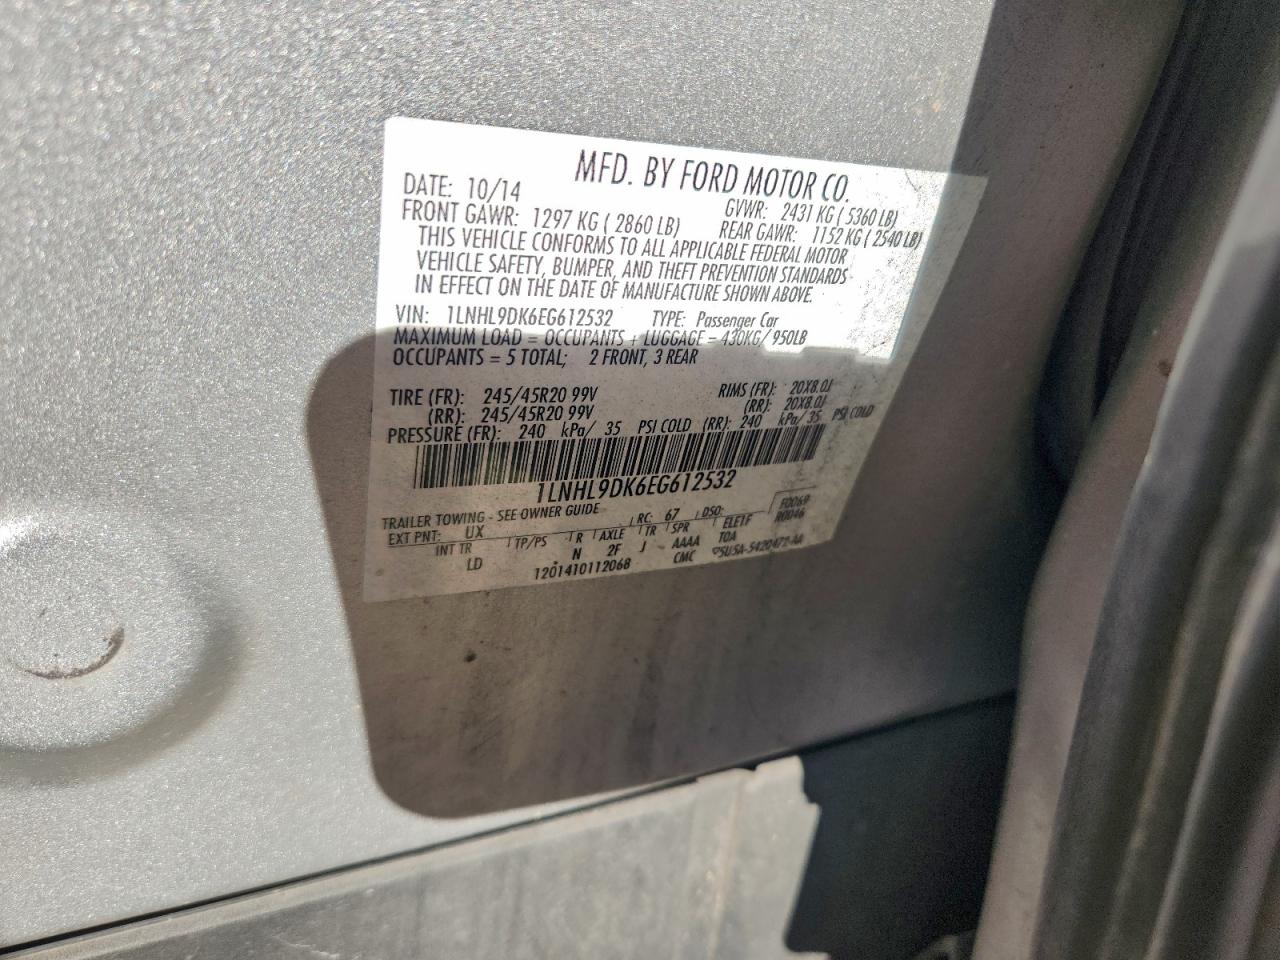 MFD. BY FORD MOTOR CO.
DATE: 10/14 GVWR: 2431 KG ( 5360 LB)
FRONT GAWR: 1297 KG ( 2860 LB) REAR GAWR: 1152 KG ( 2540 LB)
THIS VEHICLE CONFORMS TO ALL APPLICABLE FEDERAL MOTOR
VEHICLE SAFETY, BUMPER, AND THEFT PREVENTION STANDARDS
IN EFFECT ON THE DATE OF MANUFACTURE SHOWN ABOVE.
VIN: 1LNHL9DK6EG612532 TYPE: Passenger Car
MAXIMUM LOAD = OCCUPANTS + LUGGAGE = 430KG/ 950LB
OCCUPANTS = 5 TOTAL; 2 FRONT, 3 REAR
TIRE (FR): 245/45R20 99V RIMS (FR): 20X8.0J
(RR): 245/45R20 99V (RR): 20X8.0J
PRESSURE (FR): 240 kPa/ 35 PSI COLD (RR): 240 kPa/ 35 PSI COLD
1LNHL9DK6EG612532
TRAILER TOWING - SEE OWNER GUIDE
EXT PNT: UX RC: 67 DSO: F0069
R0046
INT TR TP/PS R AXLE TR SPR
LD N 2F J AAAA
1201410112068 CMC